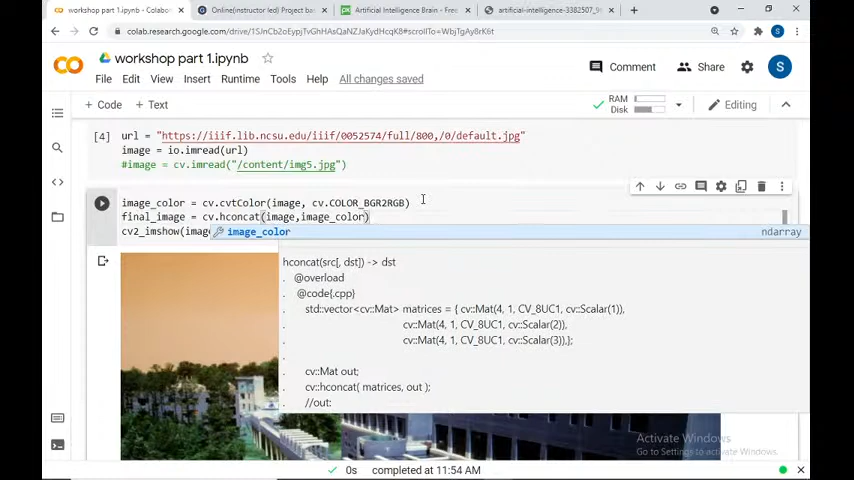 workshop part 1.ipynb - Colabo
Online(instructor led) Project ba
Artificial Intelligence Brain - Free
artificial-intelligence-3382507_9
colab.research.google.com/drive/1SJnCb2oEypjTvGhHAsQaNZJaKydHcqK8#scrollTo=WbjTgAyt0K6t
workshop part 1.ipynb
Comment
Share
S
File Edit View Insert Runtime Tools Help All changes saved
+ Code + Text
RAM
Disk
Editing
[4] url = "https://iiif.lib.ncsu.edu/iiif/0052574/full/800,/0/default.jpg"
image = io.imread(url)
#image = cv.imread("/content/img5.jpg")
image_color = cv.cvtColor(image, cv.COLOR_BGR2RGB)
final_image = cv.hconcat(image,image_color)
cv2_imshow(imag
image_color ndarray
hconcat(src[, dst]) -> dst
. @overload
. @code{.cpp}
. std::vector<cv::Mat> matrices = { cv::Mat(4, 1, CV_8UC1, cv::Scalar(1)),
. cv::Mat(4, 1, CV_8UC1, cv::Scalar(2)),
. cv::Mat(4, 1, CV_8UC1, cv::Scalar(3)),};
.
. cv::Mat out;
. cv::hconcat( matrices, out );
. //out:
Activate Windows
Go to Settings to activate Windows.
0s completed at 11:54 AM